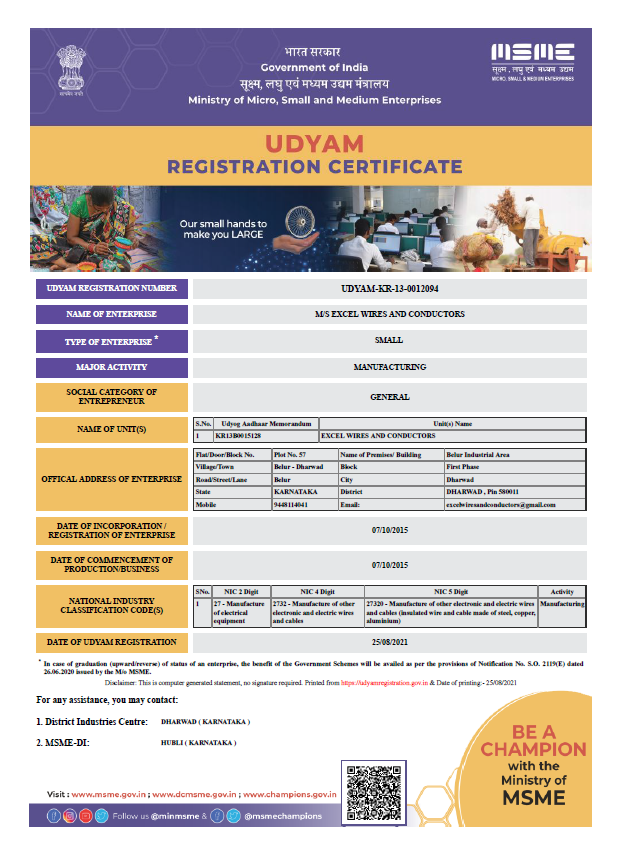 भारत सरकार
Government of India
सूक्ष्म, लघु एवं मध्यम उद्यम मंत्रालय
Ministry of Micro, Small and Medium Enterprises
सत्यमेव जयते
MSME
सूक्ष्म, लघु एवं मध्यम उद्यम
MICRO, SMALL & MEDIUM ENTERPRISES
UDYAM
REGISTRATION CERTIFICATE
Our small hands to
make you LARGE
UDYAM REGISTRATION NUMBER UDYAM-KR-13-0012094
NAME OF ENTERPRISE M/S EXCEL WIRES AND CONDUCTORS
TYPE OF ENTERPRISE * SMALL
MAJOR ACTIVITY MANUFACTURING
SOCIAL CATEGORY OF
ENTREPRENEUR
GENERAL
NAME OF UNIT(S)
S.No. Udyog Aadhaar Memorandum Unit(s) Name
1 KR13B0015128 EXCEL WIRES AND CONDUCTORS
OFFICAL ADDRESS OF ENTERPRISE
Flat/Door/Block No. Plot No. 57 Name of Premises/ Building Belur Industrial Area
Village/Town Belur - Dharwad Block First Phase
Road/Street/Lane Belur City Dharwad
State KARNATAKA District DHARWAD , Pin 580011
Mobile 9448114041 Email: excelwiresandconductors@gmail.com
DATE OF INCORPORATION /
REGISTRATION OF ENTERPRISE
07/10/2015
DATE OF COMMENCEMENT OF
PRODUCTION/BUSINESS
07/10/2015
NATIONAL INDUSTRY
CLASSIFICATION CODE(S)
SNo. NIC 2 Digit NIC 4 Digit NIC 5 Digit Activity
1 27 - Manufacture 2732 - Manufacture of other 27320 - Manufacture of other electronic and electric wires Manufacturing
of electrical electronic and electric wires and cables (insulated wire and cable made of steel, copper,
equipment and cables aluminium)
DATE OF UDYAM REGISTRATION 25/08/2021
* In case of graduation (upward/reverse) of status of an enterprise, the benefit of the Government Schemes will be availed as per the provisions of Notification No. S.O. 2119(E) dated
26.06.2020 issued by the M/o MSME.
Disclaimer: This is computer generated statement, no signature required. Printed from https://udyamregistration.gov.in & Date of printing:- 25/08/2021
For any assistance, you may contact:
1. District Industries Centre: DHARWAD ( KARNATAKA )
2. MSME-DI: HUBLI ( KARNATAKA )
BE A
CHAMPION
with the
Ministry of
MSME
Visit : www.msme.gov.in ; www.dcmsme.gov.in ; www.champions.gov.in
Follow us @minmsme & @msmechampions